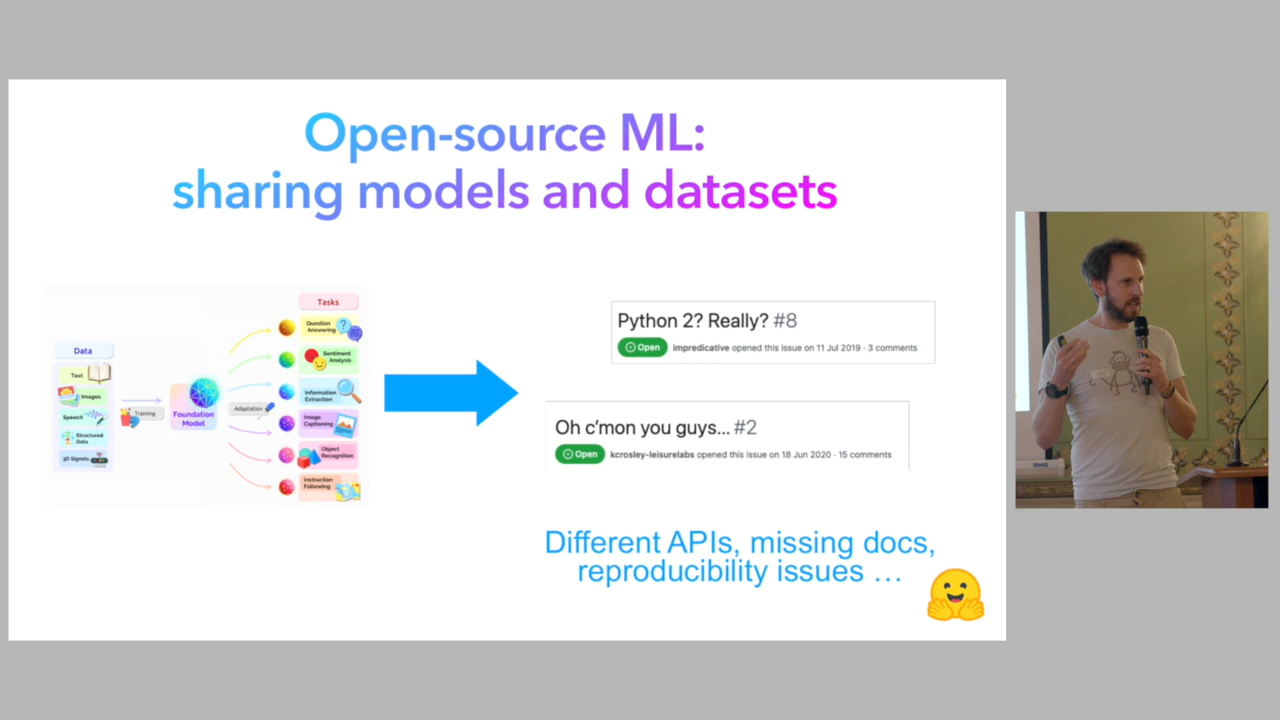 Open-source ML:
sharing models and datasets
Tasks
Question
Answering
Data
Sentiment
Analysis
Text
Images
Information
Extraction
Speech
Training
Foundation
Model
Adaptation
Image
Captioning
Structured
Data
3D Signals
Object
Recognition
Instruction
Following
Python 2? Really? #8
Open impredicative opened this issue on 11 Jul 2019 · 3 comments
Oh c'mon you guys... #2
Open kcrosley-leisurelabs opened this issue on 18 Jun 2020 · 15 comments
Different APIs, missing docs,
reproducibility issues …